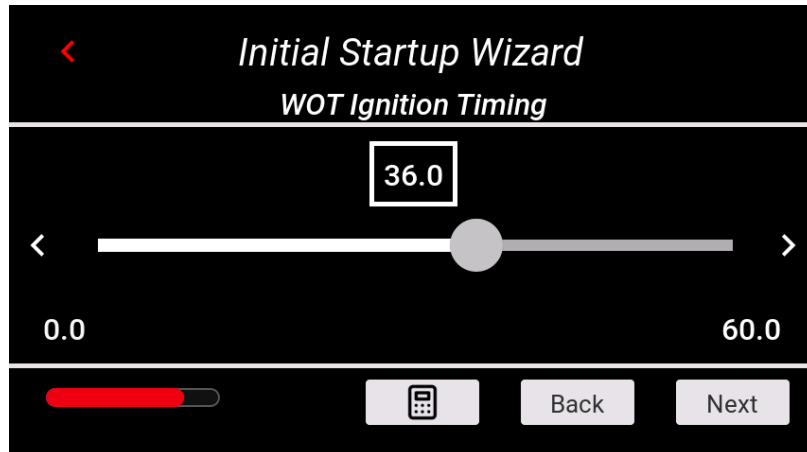 Initial Startup Wizard
WOT Ignition Timing
36.0
0.0
60.0
Back
Next